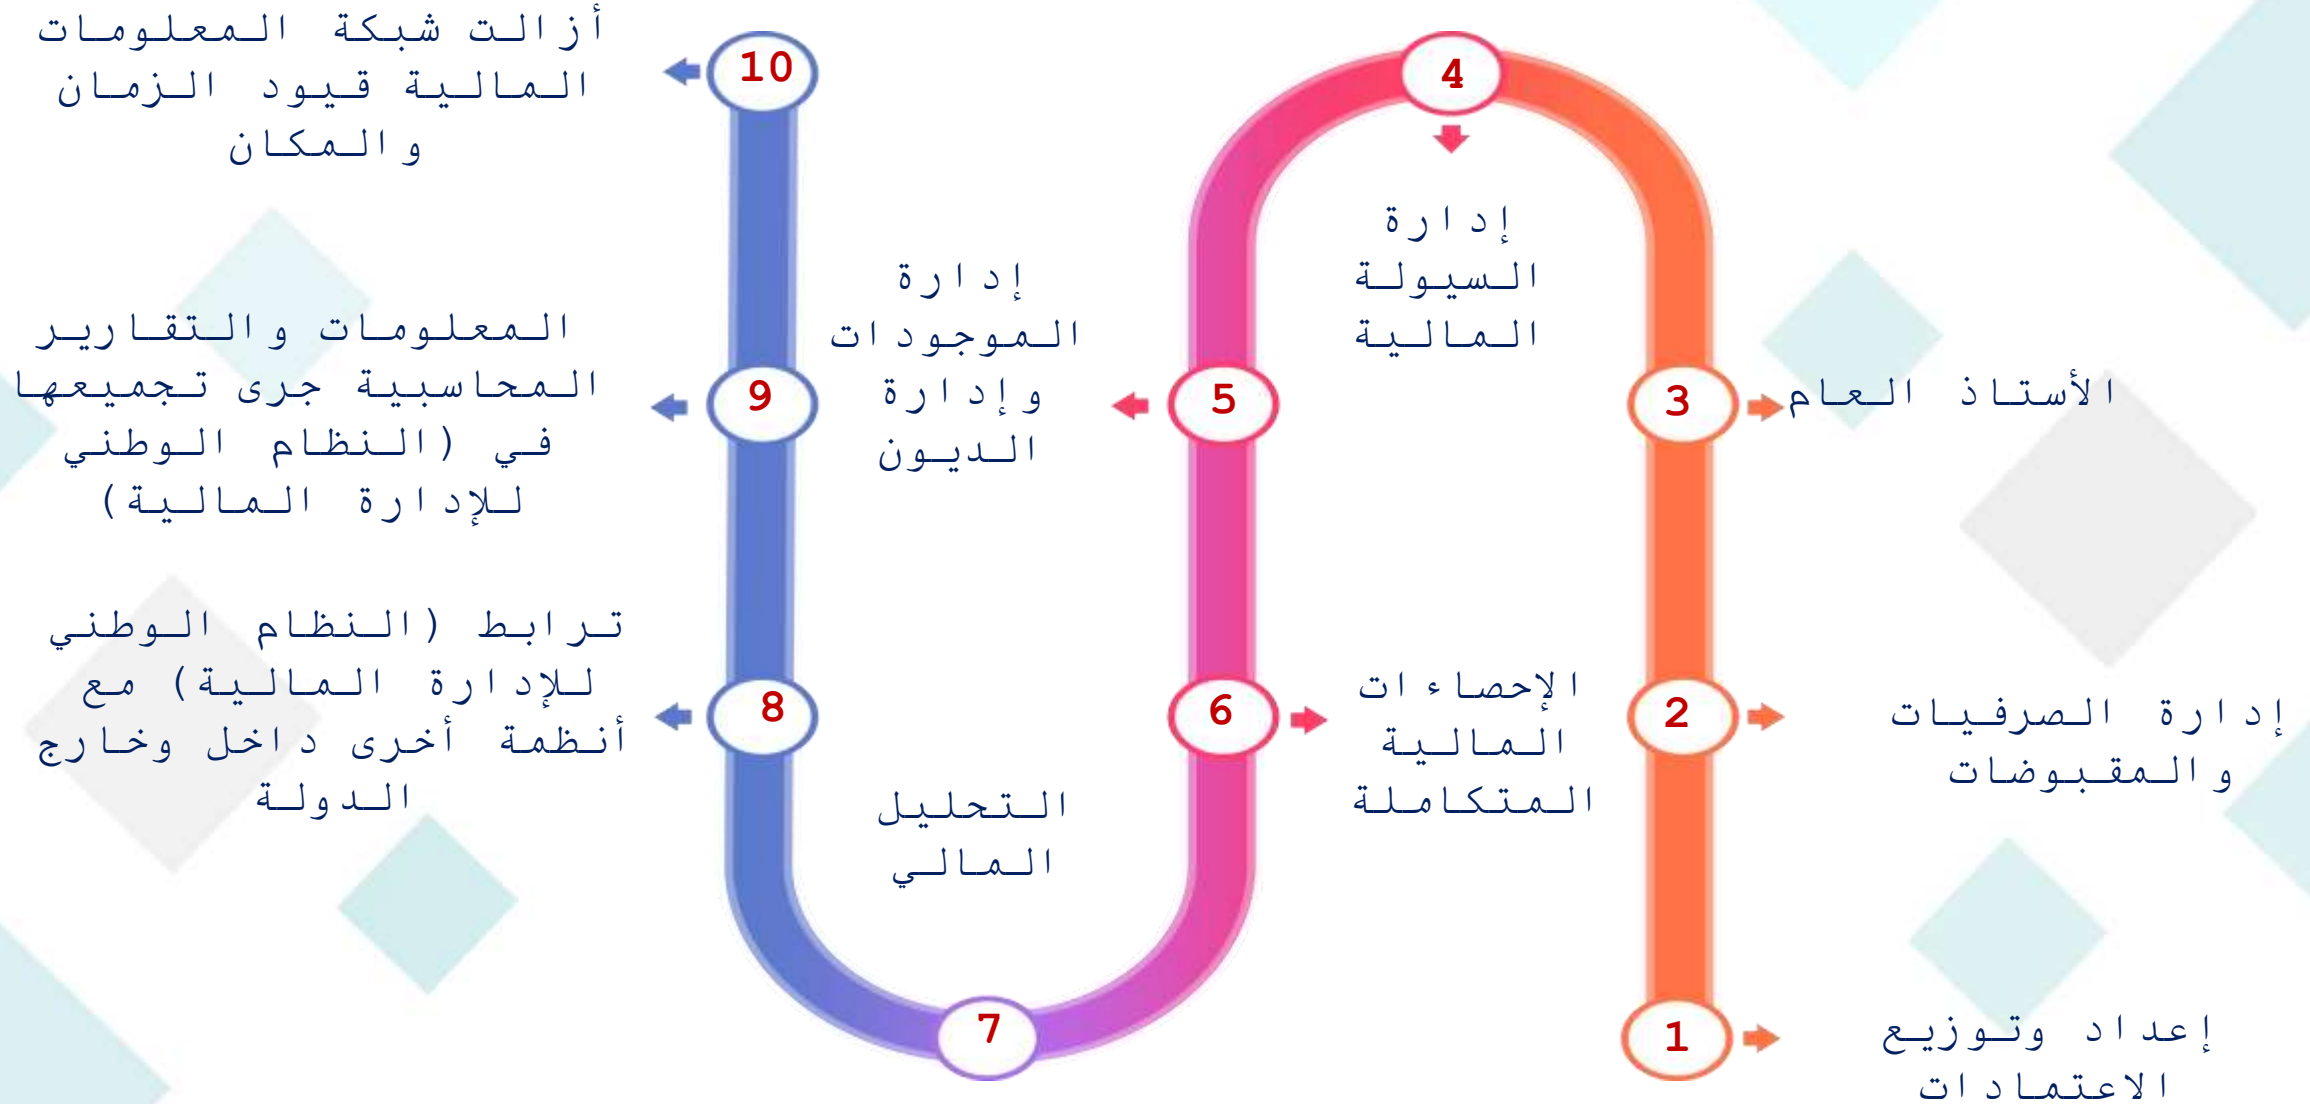 1
إعداد وتوزيع
الاعتمادات
2
إدارة الصرفيات
والمقبوضات
3
الأستاذ العام
4
إدارة
السيولة
المالية
5
إدارة
الموجودات
وإدارة
الديون
6
الإحصاءات
المالية
المتكاملة
7
التحليل
المالي
8
ترابط (النظام الوطني
للإدارة المالية) مع
أنظمة أخرى داخل وخارج
الدولة
9
المعلومات والتقارير
المحاسبية جرى تجميعها
في (النظام الوطني
للإدارة المالية)
10
أزالت شبكة المعلومات
المالية قيود الزمان
والمكان